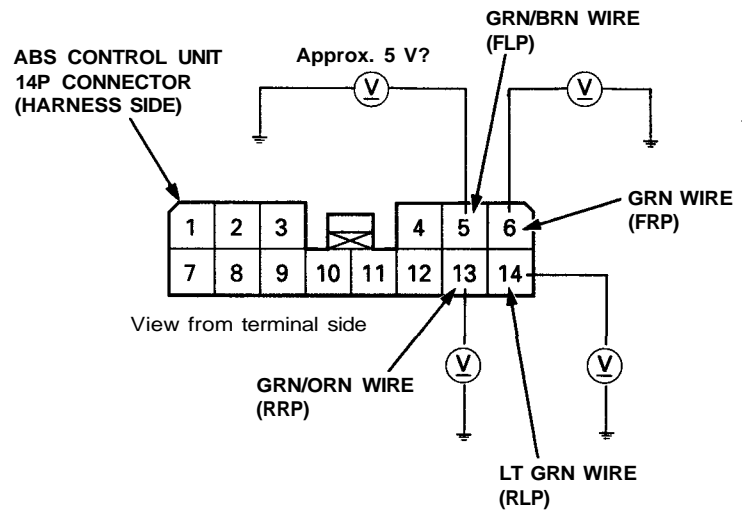 GRN/BRN WIRE
(FLP)
ABS CONTROL UNIT
14P CONNECTOR
(HARNESS SIDE)
Approx. 5 V?
V
V
GRN WIRE
(FRP)
1 2 3 4 5 6
7 8 9 10 11 12 13 14
View from terminal side
GRN/ORN WIRE
(RRP)
V
V
LT GRN WIRE
(RLP)